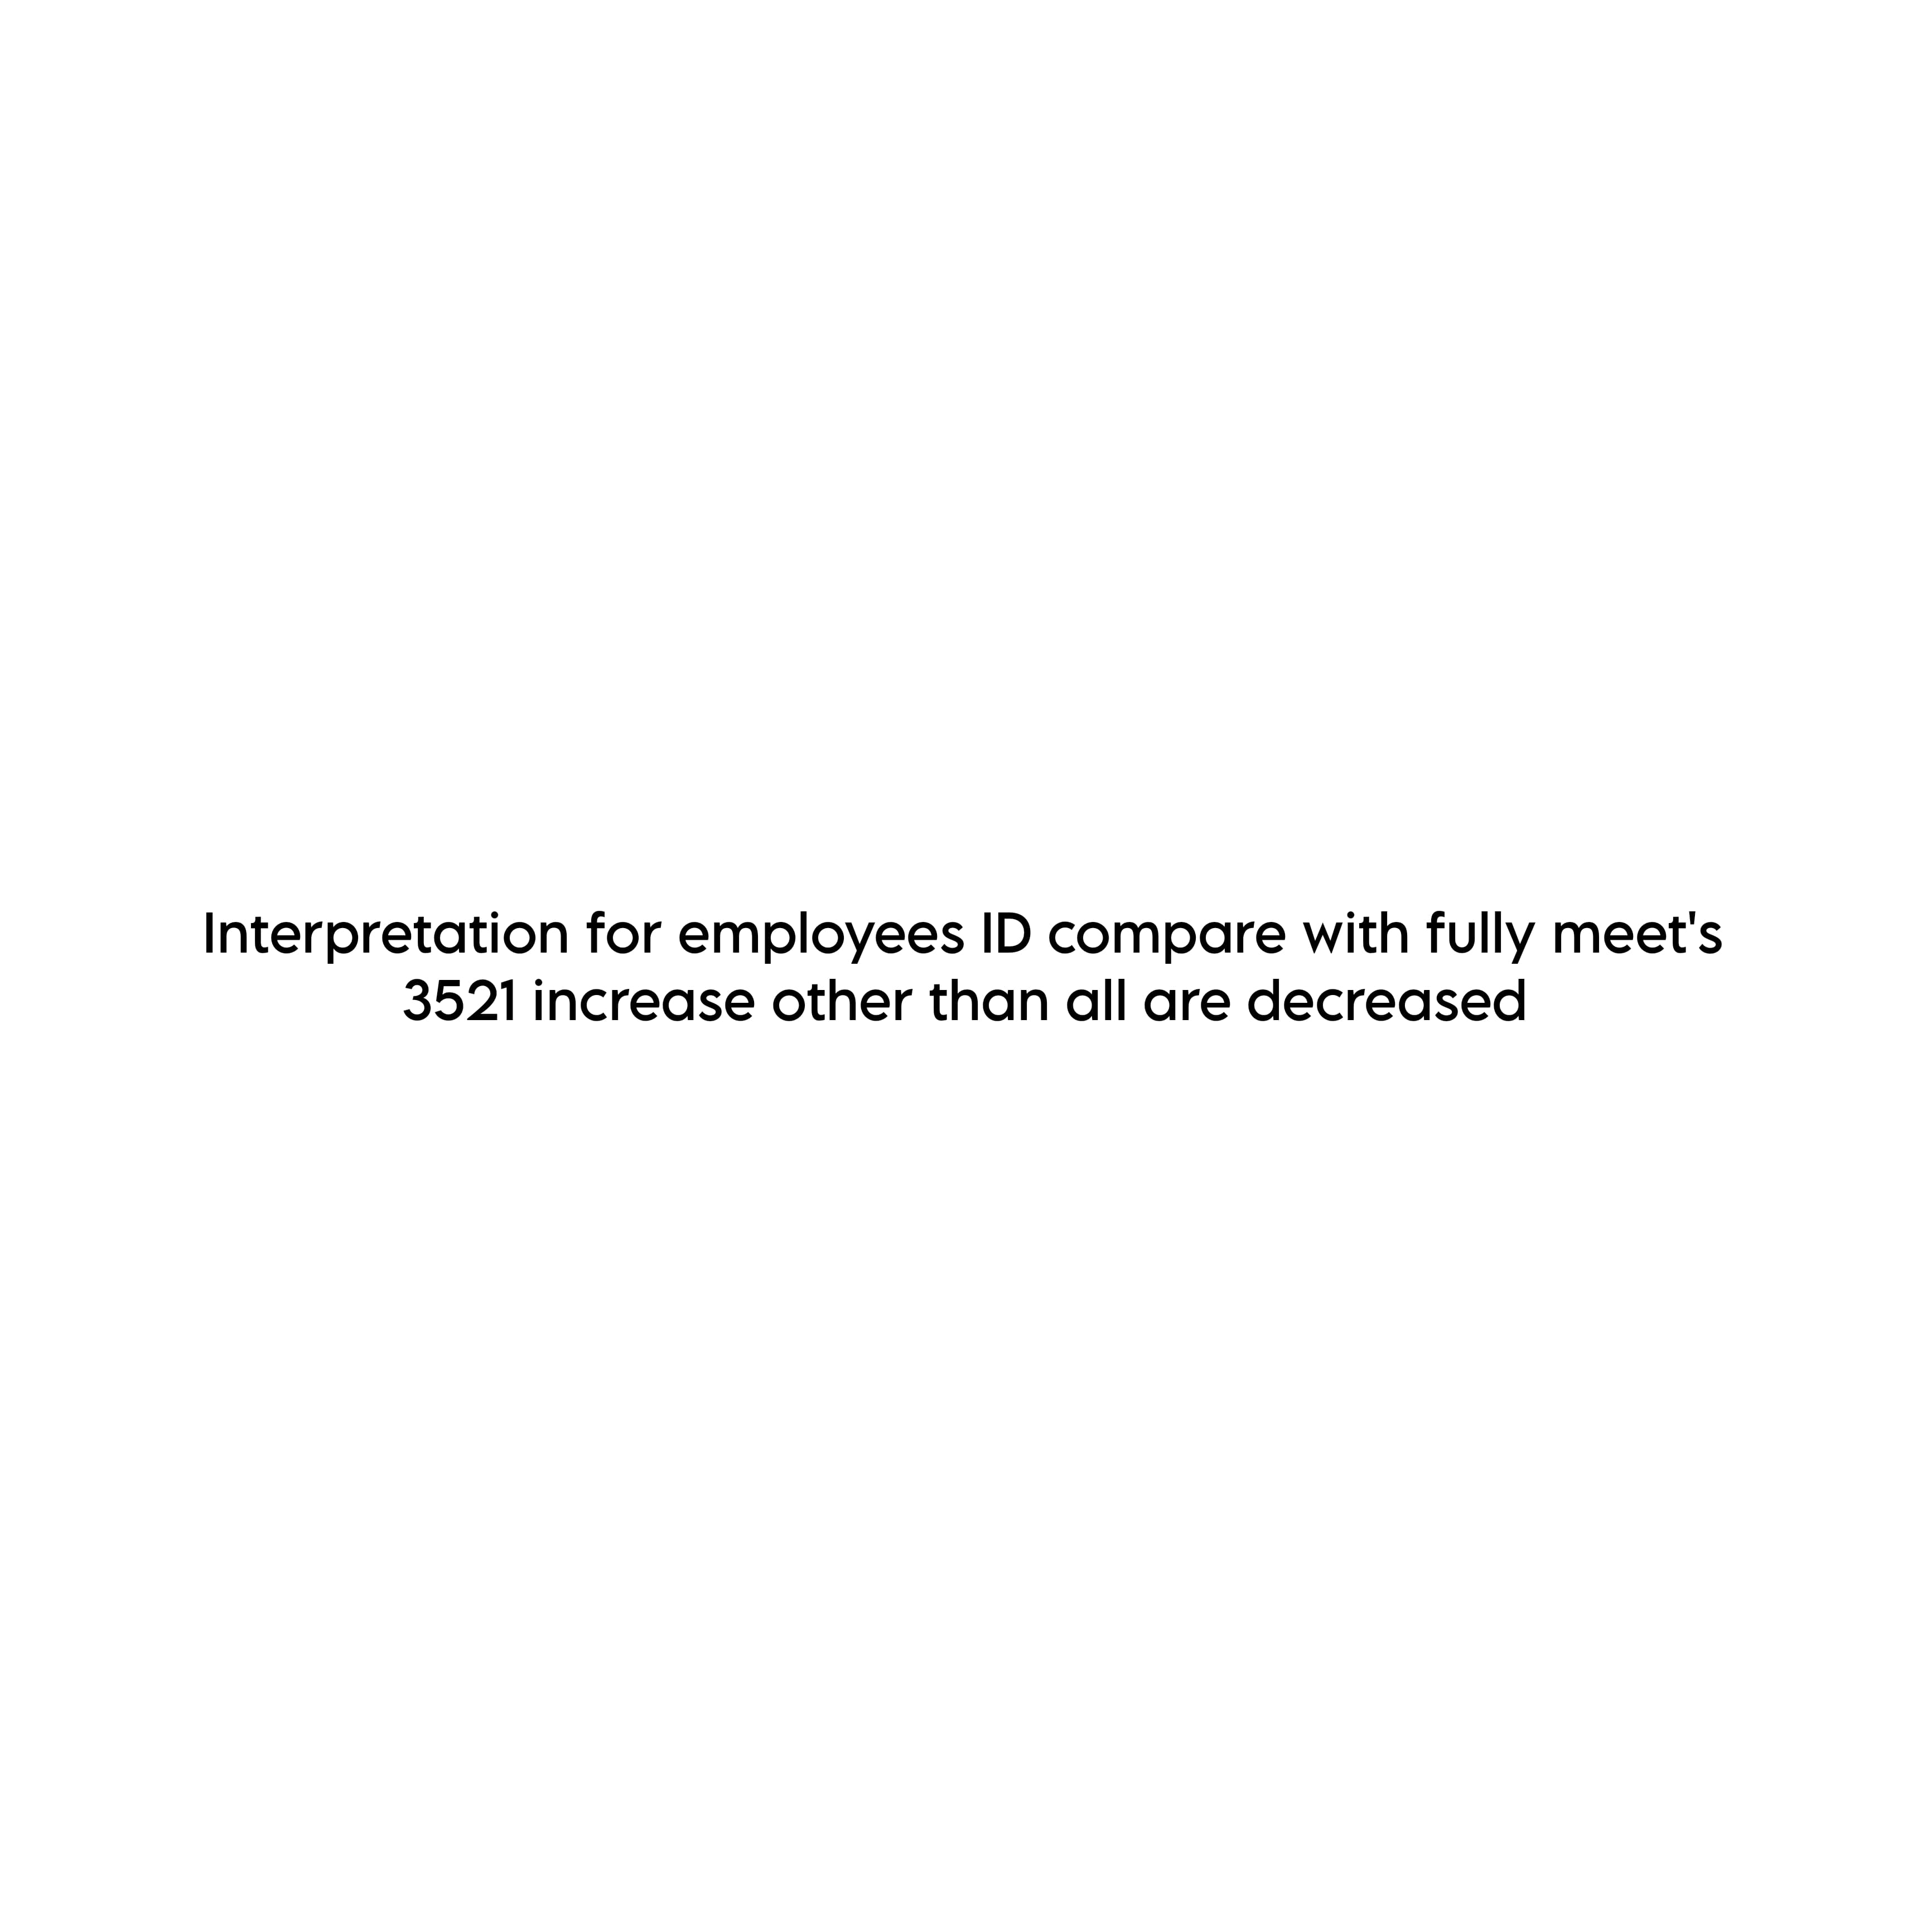 Interpretation for employees ID compare with fully meet's
3521 increase other than all are decreased